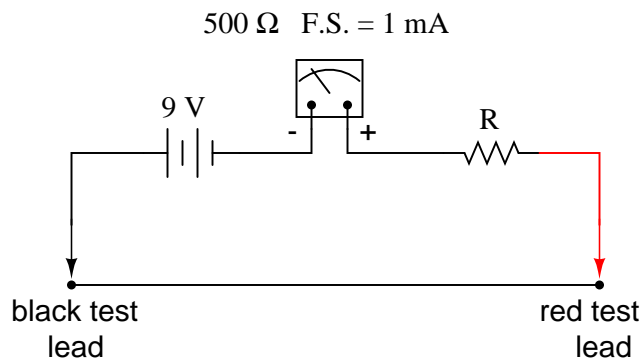 500 Ω F.S. = 1 mA
9 V
- +
R
black test
lead
red test
lead